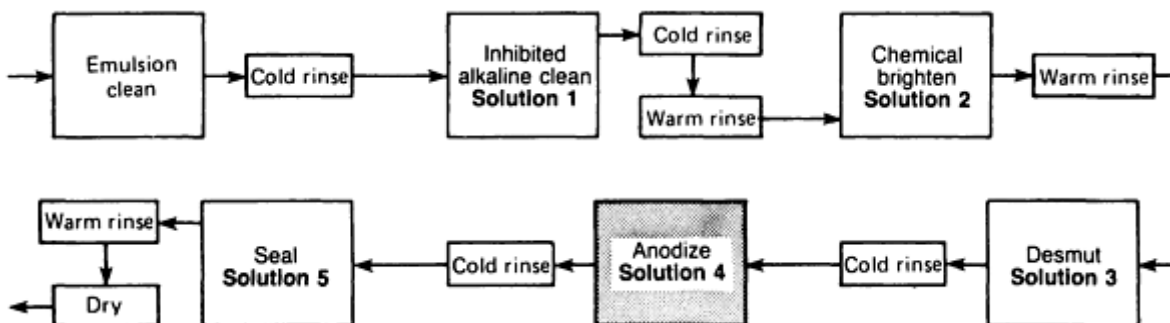 Emulsion
clean
Cold rinse
Inhibited
alkaline clean
Solution 1
Cold rinse
Warm rinse
Chemical
brighten
Solution 2
Warm rinse
Desmut
Solution 3
Cold rinse
Anodize
Solution 4
Cold rinse
Seal
Solution 5
Warm rinse
Dry